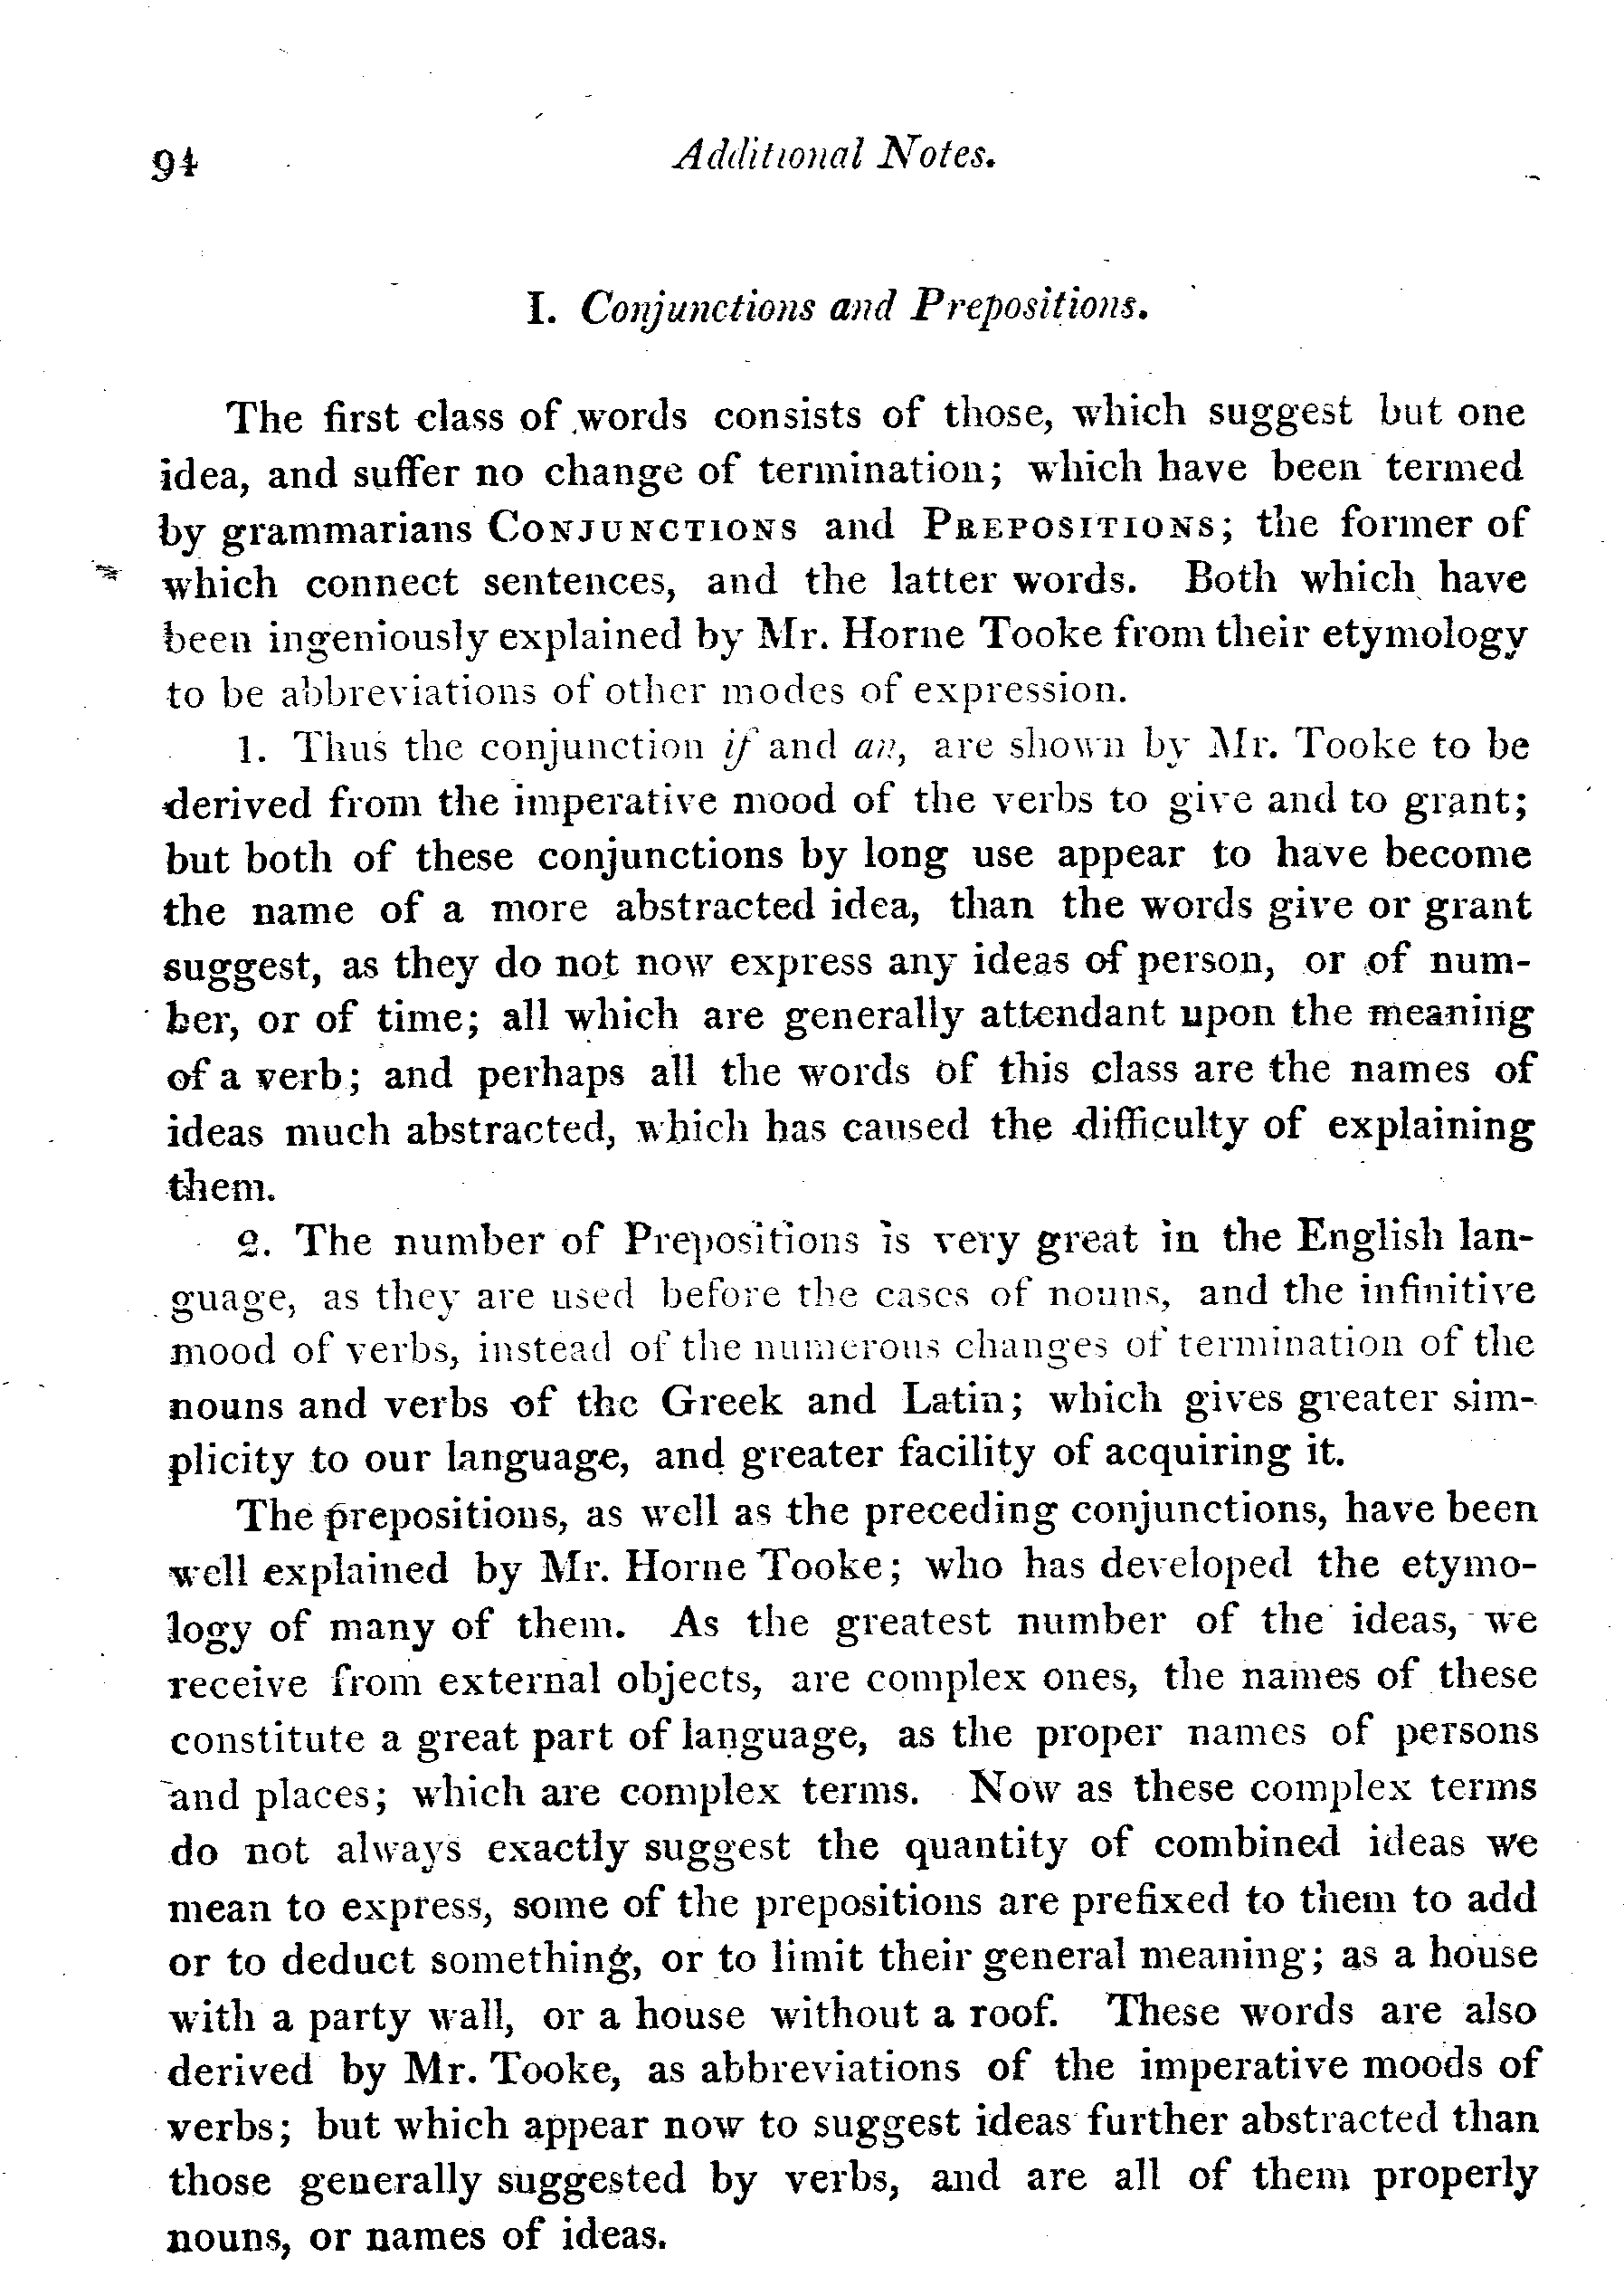 94
Additional Notes.
I. Conjunctions and Prepositions.
The first class of words consists of those, which suggest but one
idea, and suffer no change of termination; which have been termed
by grammarians CONJUNCTIONS and PREPOSITIONS; the former of
which connect sentences, and the latter words. Both which have
been ingeniously explained by Mr. Horne Tooke from their etymology
to be abbreviations of other modes of expression.
1. Thus the conjunction if and an, are shown by Mr. Tooke to be
derived from the imperative mood of the verbs to give and to grant;
but both of these conjunctions by long use appear to have become
the name of a more abstracted idea, than the words give or grant
suggest, as they do not now express any ideas of person, or of num-
ber, or of time; all which are generally attendant upon the meaning
of a verb; and perhaps all the words of this class are the names of
ideas much abstracted, which has caused the difficulty of explaining
them.
2. The number of Prepositions is very great in the English lan-
guage, as they are used before the cases of nouns, and the infinitive
mood of verbs, instead of the numerous changes of termination of the
nouns and verbs of the Greek and Latin; which gives greater sim-
plicity to our language, and greater facility of acquiring it.
The prepositions, as well as the preceding conjunctions, have been
well explained by Mr. Horne Tooke; who has developed the etymo-
logy of many of them. As the greatest number of the ideas, we
receive from external objects, are complex ones, the names of these
constitute a great part of language, as the proper names of persons
and places; which are complex terms. Now as these complex terms
do not always exactly suggest the quantity of combined ideas we
mean to express, some of the prepositions are prefixed to them to add
or to deduct something, or to limit their general meaning; as a house
with a party wall, or a house without a roof. These words are also
derived by Mr. Tooke, as abbreviations of the imperative moods of
verbs; but which appear now to suggest ideas further abstracted than
those generally suggested by verbs, and are all of them properly
nouns, or names of ideas.